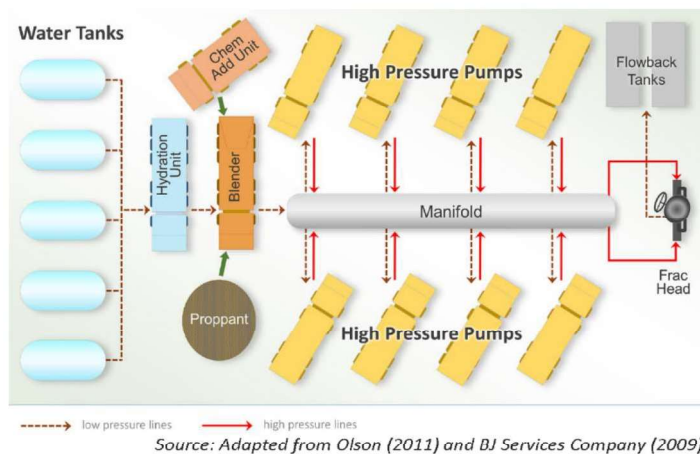 Water Tanks
Chem
Add Unit
High Pressure Pumps
Flowback
Tanks
Hydration
Unit
Blender
Manifold
Frac
Head
Proppant
High Pressure Pumps
low pressure lines
high pressure lines
Source: Adapted from Olson (2011) and BJ Services Company (2009)